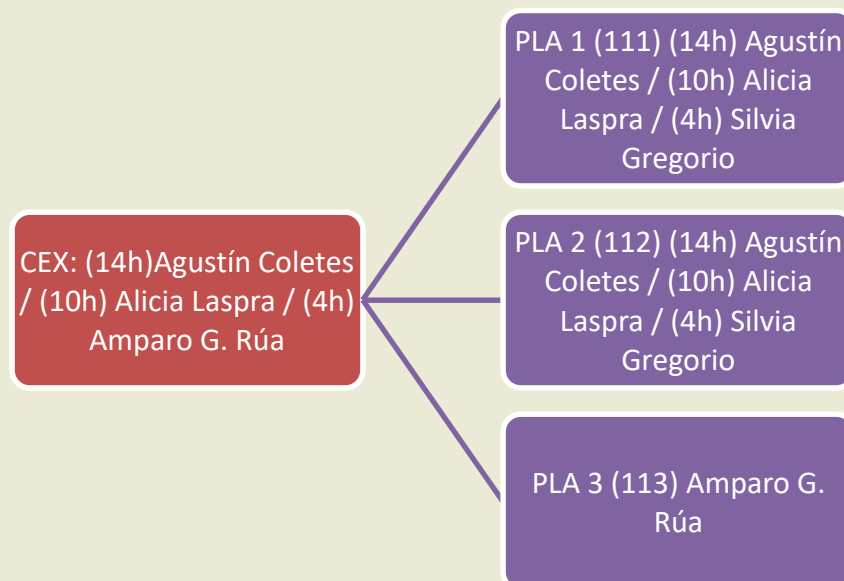 CEX: (14h)Agustín Coletes
/ (10h) Alicia Laspra / (4h)
Amparo G. Rúa
PLA 1 (111) (14h) Agustín
Coletes / (10h) Alicia
Laspra / (4h) Silvia
Gregorio
PLA 2 (112) (14h) Agustín
Coletes / (10h) Alicia
Laspra / (4h) Silvia
Gregorio
PLA 3 (113) Amparo G.
Rúa